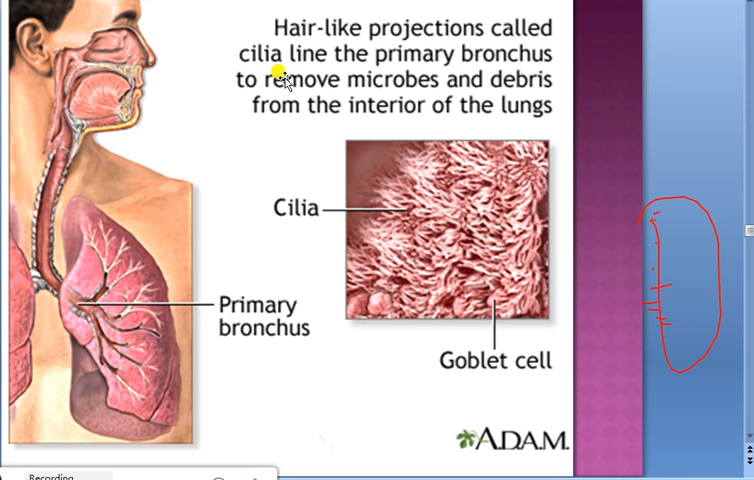 Hair-like projections called
cilia line the primary bronchus
to remove microbes and debris
from the interior of the lungs
Cilia
Primary
bronchus
Goblet cell
A.D.A.M.
Recording